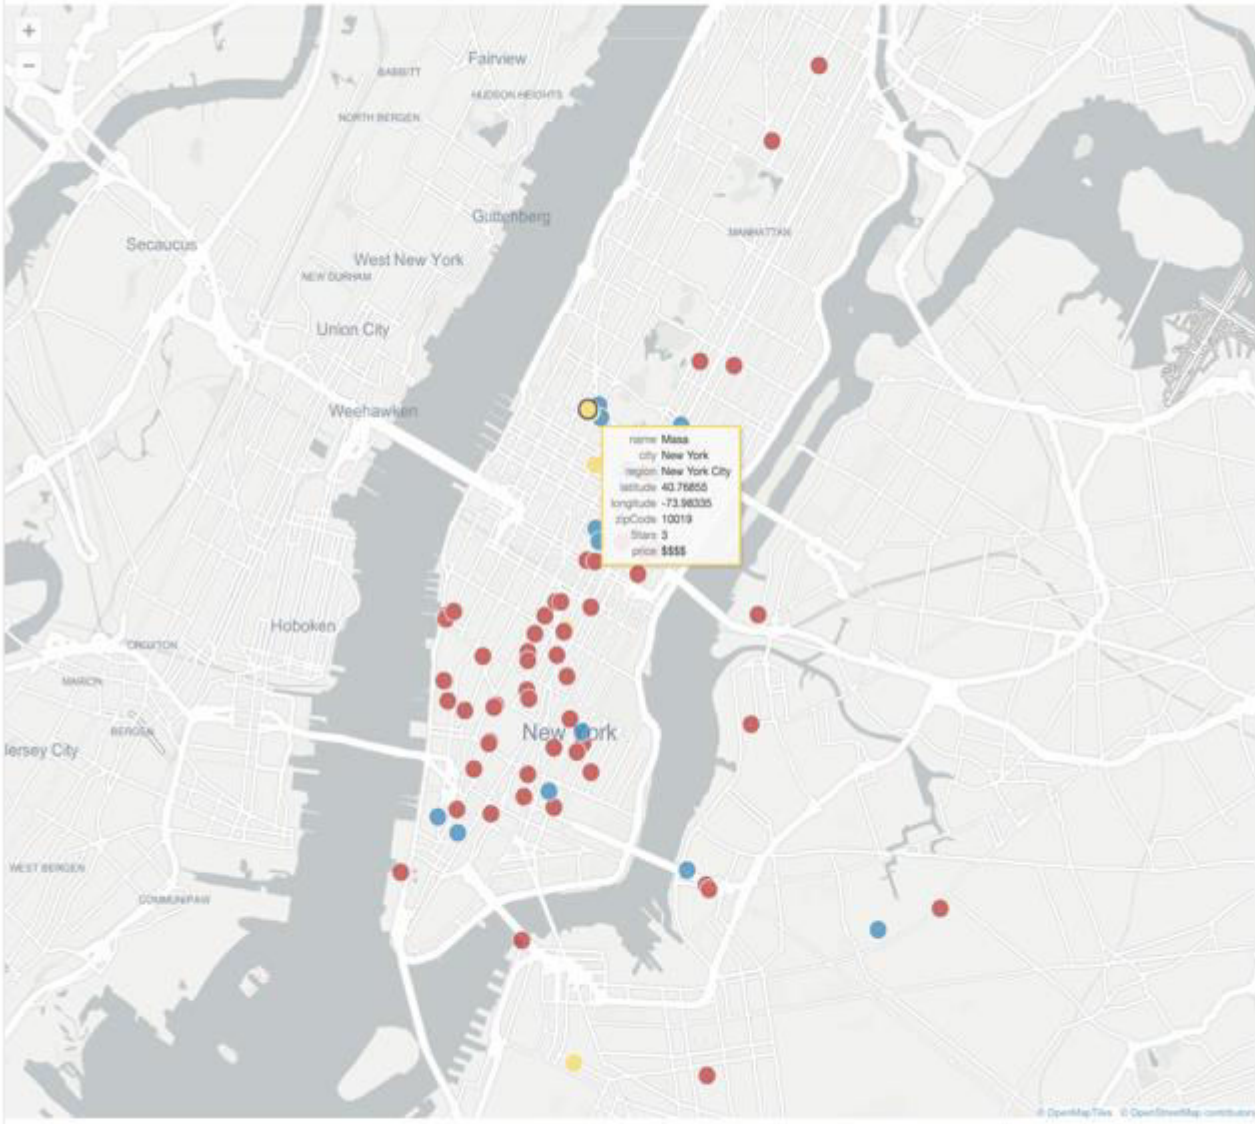 +
−
Fairview
BABBITT
HUDSON HEIGHTS
NORTH BERGEN
Guttenberg
MANHATTAN
Secaucus
West New York
NEW DURHAM
Union City
Weehawken
name Masa
city New York
region New York City
latitude 40.76855
longitude -73.98335
zipCode 10019
Stars 3
price $$$$
Hoboken
CROXTON
MARION
BERGEN
New York
Jersey City
WEST BERGEN
COMMUNIPAW
© OpenMapTiles © OpenStreetMap contributors